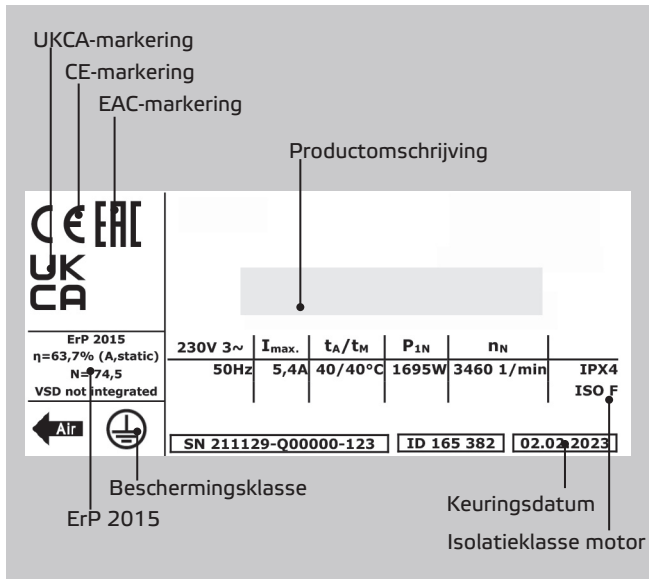 UKCA-markering
CE-markering
EAC-markering
Productomschrijving
CE EAC
UK
CA
ErP 2015
η=63,7% (A,static)
N=74,5
VSD not integrated
230V 3~ Imax. tA/tM P1N nN
50Hz 5,4A 40/40°C 1695W 3460 1/min IPX4
ISO F
Air
SN 211129-Q00000-123 ID 165 382 02.02.2023
Beschermingsklasse
ErP 2015
Keuringsdatum
Isolatieklasse motor